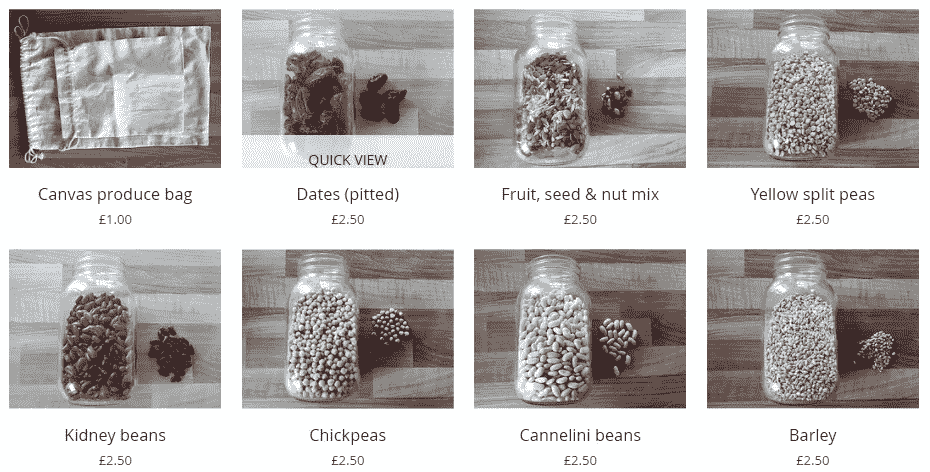 QUICK VIEW
Canvas produce bag
Dates (pitted)
Fruit, seed & nut mix
Yellow split peas
£1.00
£2.50
£2.50
£2.50
Kidney beans
Chickpeas
Cannelini beans
Barley
£2.50
£2.50
£2.50
£2.50